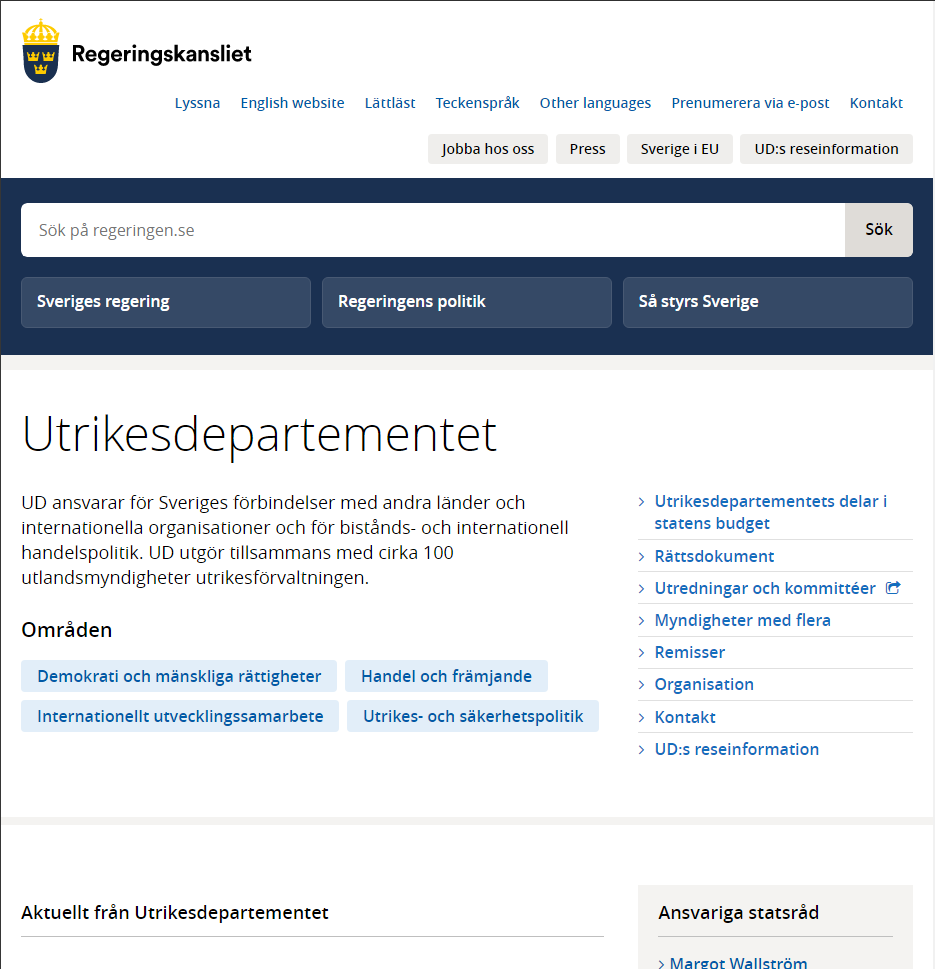 Regeringskansliet
Lyssna English website Lättläst Teckenspråk Other languages Prenumerera via e-post Kontakt
Jobba hos oss Press Sverige i EU UD:s reseinformation
Sök på regeringen.se Sök
Sveriges regering Regeringens politik Så styrs Sverige
Utrikesdepartementet
UD ansvarar för Sveriges förbindelser med andra länder och
internationella organisationer och för bistånds- och internationell
handelspolitik. UD utgör tillsammans med cirka 100
utlandsmyndigheter utrikesförvaltningen.
Områden
Demokrati och mänskliga rättigheter Handel och främjande
Internationellt utvecklingssamarbete Utrikes- och säkerhetspolitik
Utrikesdepartementets delar i
statens budget
Rättsdokument
Utredningar och kommittéer
Myndigheter med flera
Remisser
Organisation
Kontakt
UD:s reseinformation
Aktuellt från Utrikesdepartementet
Ansvariga statsråd
Margot Wallström